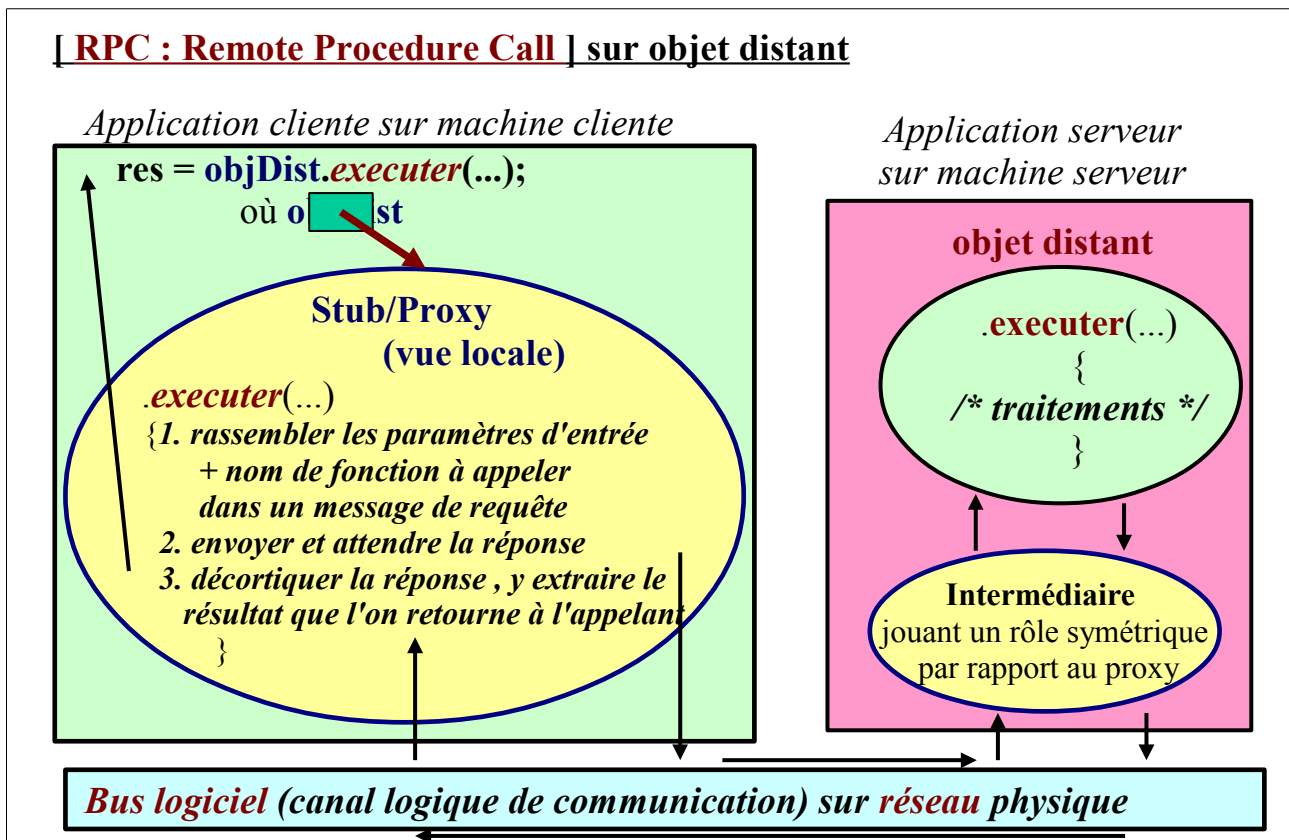 [ RPC : Remote Procedure Call ] sur objet distant
Application cliente sur machine cliente
res = objDist.executer(...);
où
Stub/Proxy
(vue locale)
.executer(...)
{1. rassembler les paramètres d'entrée
+ nom de fonction à appeler
dans un message de requête
2. envoyer et attendre la réponse
3. décortiquer la réponse , y extraire le
résultat que l'on retourne à l'appelant
}
Application serveur
sur machine serveur
objet distant
.executer(...)
{
/* traitements */
}
Intermédiaire
jouant un rôle symétrique
par rapport au proxy
Bus logiciel (canal logique de communication) sur réseau physique